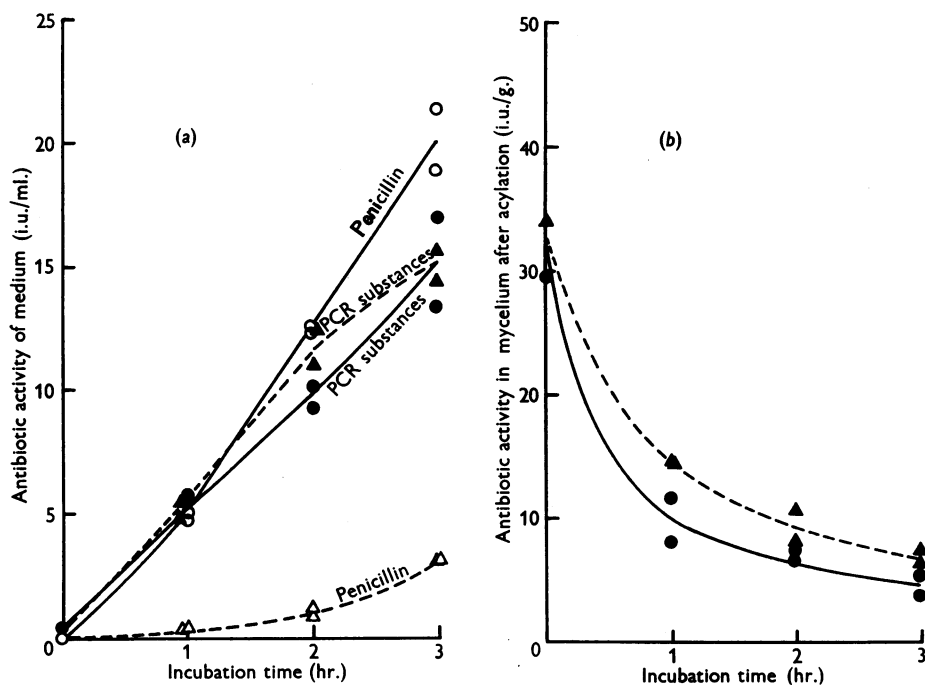 Antibiotic activity of medium (i.u./ml.)
25
20
15
10
5
0
(a)
Penicillin
PCR substances
PCR substances
Penicillin
1
2
3
Incubation time (hr.)
Antibiotic activity in mycelium after acylation (i.u./g.)
50
40
30
20
10
0
(b)
0
1
2
3
Incubation time (hr.)